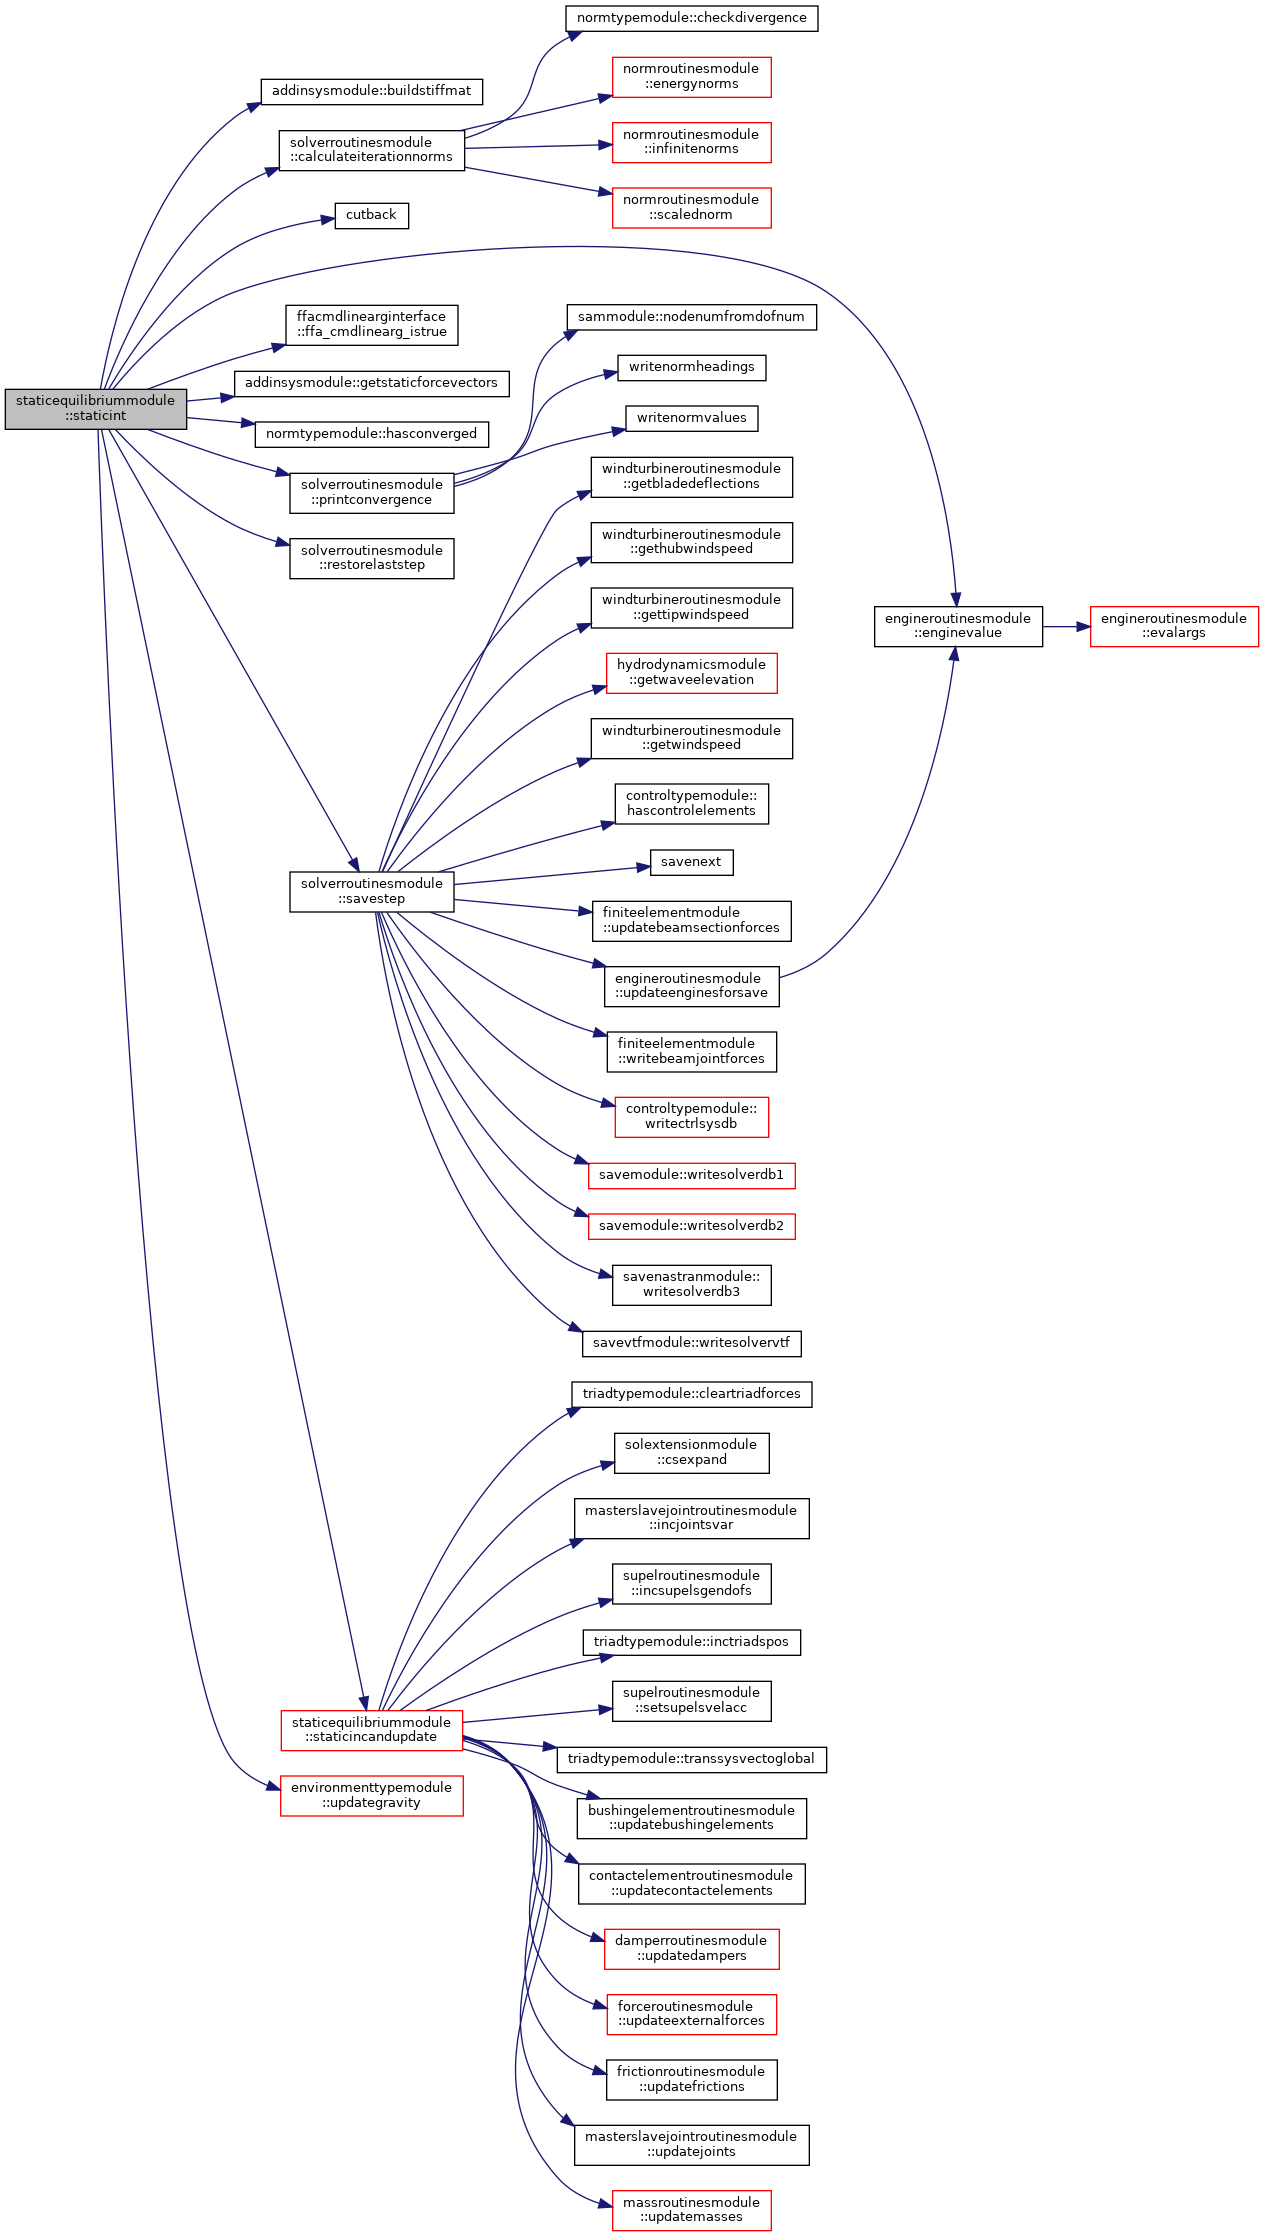 normtypemodule::checkdivergence
normroutinesmodule
::energynorms
addinsysmodule::buildstiffmat
normroutinesmodule
::infinitenorms
solverroutinesmodule
::calculateiterationnorms
normroutinesmodule
::scalednorm
cutback
ffacmdlinearginterface
::ffa_cmdlinearg_istrue
sammodule::nodenumfromdofnum
writenormheadings
addinsysmodule::getstaticforcevectors
staticequilibriummodule
::staticint
writenormvalues
normtypemodule::hasconverged
windturbineroutinesmodule
::getbladedeflections
solverroutinesmodule
::printconvergence
windturbineroutinesmodule
::gethubwindspeed
solverroutinesmodule
::restorelaststep
windturbineroutinesmodule
::gettipwindspeed
engineroutinesmodule
::enginevalue
engineroutinesmodule
::evalargs
hydrodynamicsmodule
::getwaveelevation
windturbineroutinesmodule
::getwindspeed
controltypemodule::
hascontrolelements
savenext
solverroutinesmodule
::savestep
finiteelementmodule
::updatebeamsectionforces
engineroutinesmodule
::updateenginesforsave
finiteelementmodule
::writebeamjointforces
controltypemodule::
writectrlsysdb
savemodule::writesolverdb1
savemodule::writesolverdb2
savenastranmodule::
writesolverdb3
savevtfmodule::writesolvervtf
triadtypemodule::cleartriadforces
solextensionmodule
::csexpand
masterslavejointroutinesmodule
::incjointsvar
supelroutinesmodule
::incsupelsgendofs
triadtypemodule::inctriadspos
supelroutinesmodule
::setsupelsvelacc
staticequilibriummodule
::staticincandupdate
triadtypemodule::transsysvectoglobal
environmenttypemodule
::updategravity
bushingelementroutinesmodule
::updatebushingelements
contactelementroutinesmodule
::updatecontactelements
damperroutinesmodule
::updatedampers
forceroutinesmodule
::updateexternalforces
frictionroutinesmodule
::updatefrictions
masterslavejointroutinesmodule
::updatejoints
massroutinesmodule
::updatemasses